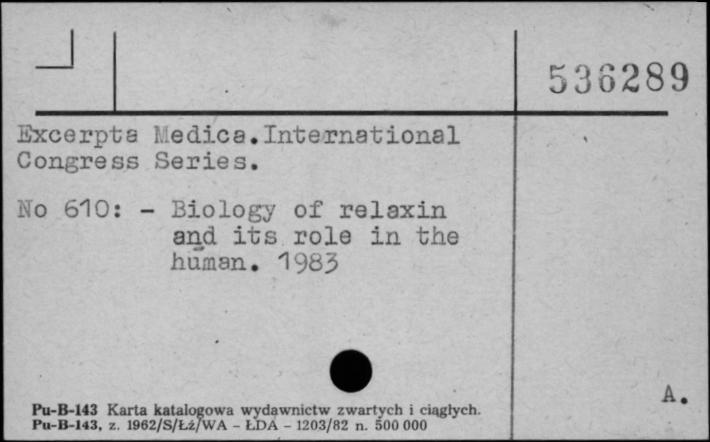 536289
Excerpta Medica.International
Congress Series.
No 610: - Biology of relaxin
and its role in the
human. 1983
A.
Pu-B-143 Karta katalogowa wydawnictw zwartych i ciągłych.
Pu-B-143, z. 1962/S/Łź/WA - ŁDA - 1203/82 n. 500 000